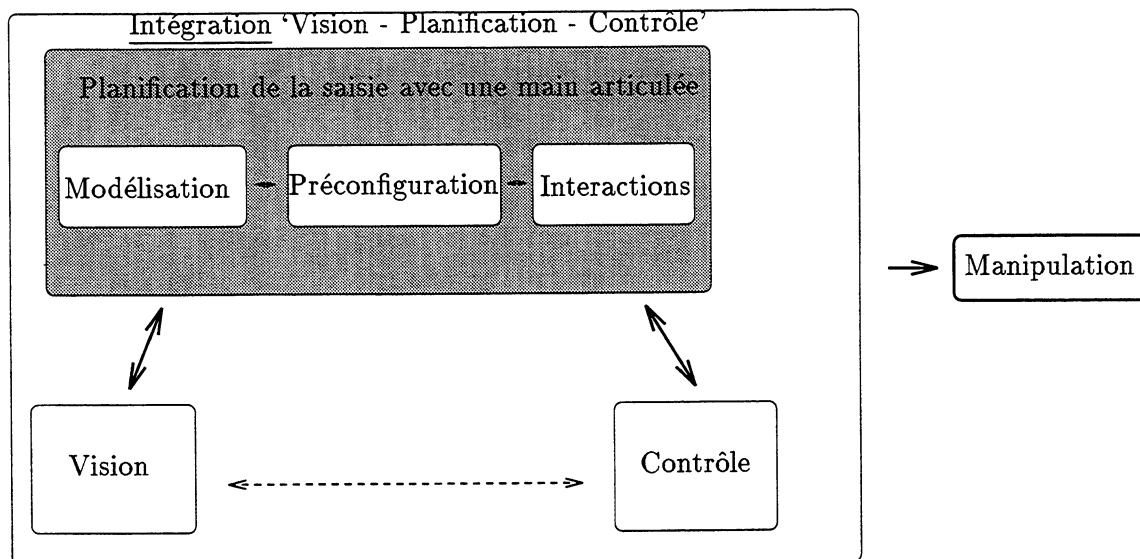 Intégration ‘Vision - Planification - Contrôle’
Planification de la saisie avec une main articulée
Modélisation
Préconfiguration
Interactions
Manipulation
Vision
Contrôle